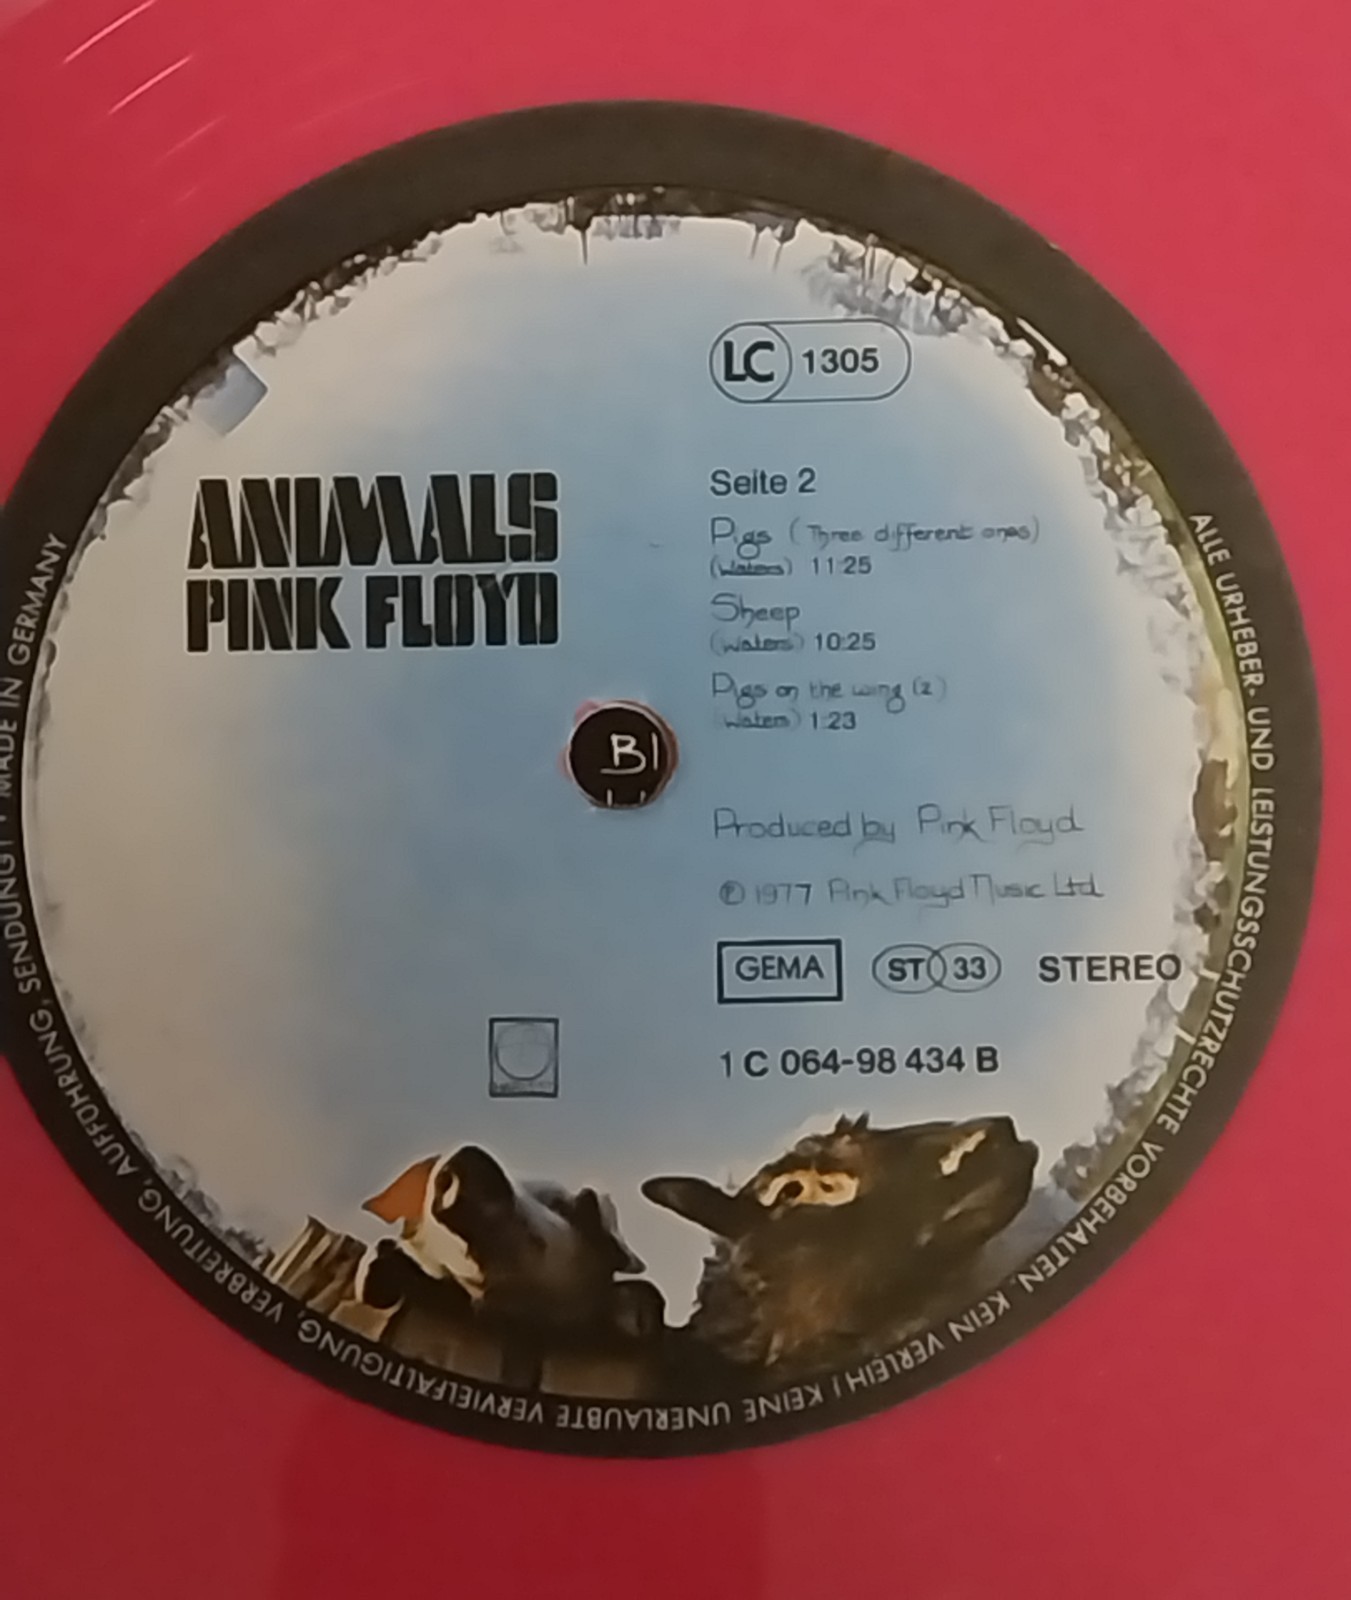 LC 1305
ANIMALS
PINK FLOYD
Seite 2
Pigs (Three different ones)
(Waters) 11:25
Sheep
(Waters) 10:25
Pigs on the wing (2)
(Waters) 1:23
B1
Produced by Pink Floyd
℗ 1977 Pink Floyd Music Ltd
GEMA ST 33 STEREO
1 C 064-98 434 B
ALLE URHEBER- UND LEISTUNGSSCHUTZRECHTE VORBEHALTEN. KEIN VERLEIH! KEINE UNERLAUBTE VERVIELFÄLTIGUNG, VERBREITUNG, AUFFÜHRUNG, SENDUNG! · MADE IN GERMANY